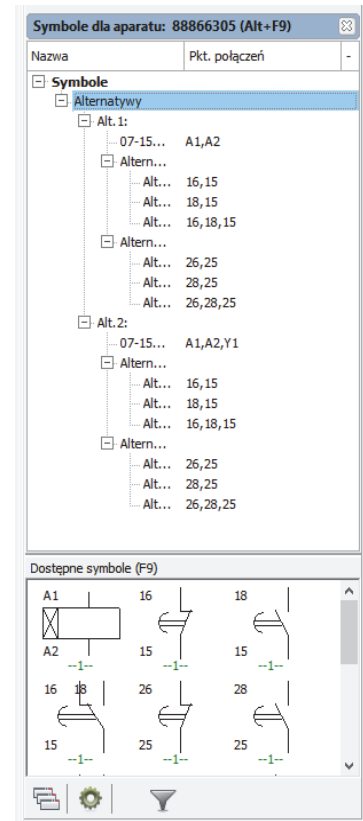 Symbole dla aparatu: 88866305 (Alt+F9)
Nazwa Pkt. połączeń -
Symbole
Alternatywy
Alt.1:
07-15... A1,A2
Altern...
Alt... 16,15
Alt... 18,15
Alt... 16,18,15
Altern...
Alt... 26,25
Alt... 28,25
Alt... 26,28,25
Alt.2:
07-15... A1,A2,Y1
Altern...
Alt... 16,15
Alt... 18,15
Alt... 16,18,15
Altern...
Alt... 26,25
Alt... 28,25
Alt... 26,28,25
Dostępne symbole (F9)
A1 16 18
A2 15 15
--1-- --1-- --1--
16 18 26 28
15 25 25
--1-- --1-- --1--